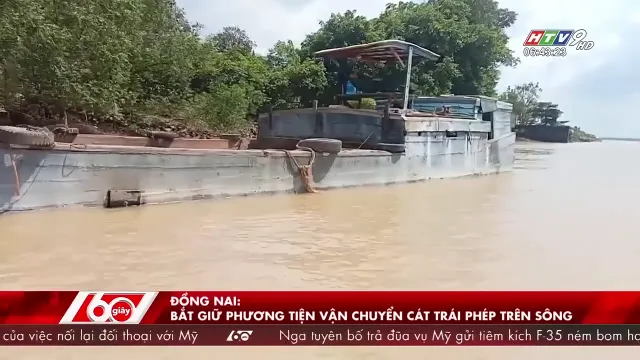 HTV9 HD
06:43:23
60 giây
ĐỒNG NAI:
BẮT GIỮ PHƯƠNG TIỆN VẬN CHUYỂN CÁT TRÁI PHÉP TRÊN SÔNG
của việc nối lại đối thoại với Mỹ 60 Nga tuyên bố trả đũa vụ Mỹ gửi tiêm kích F-35 ném bom hạ